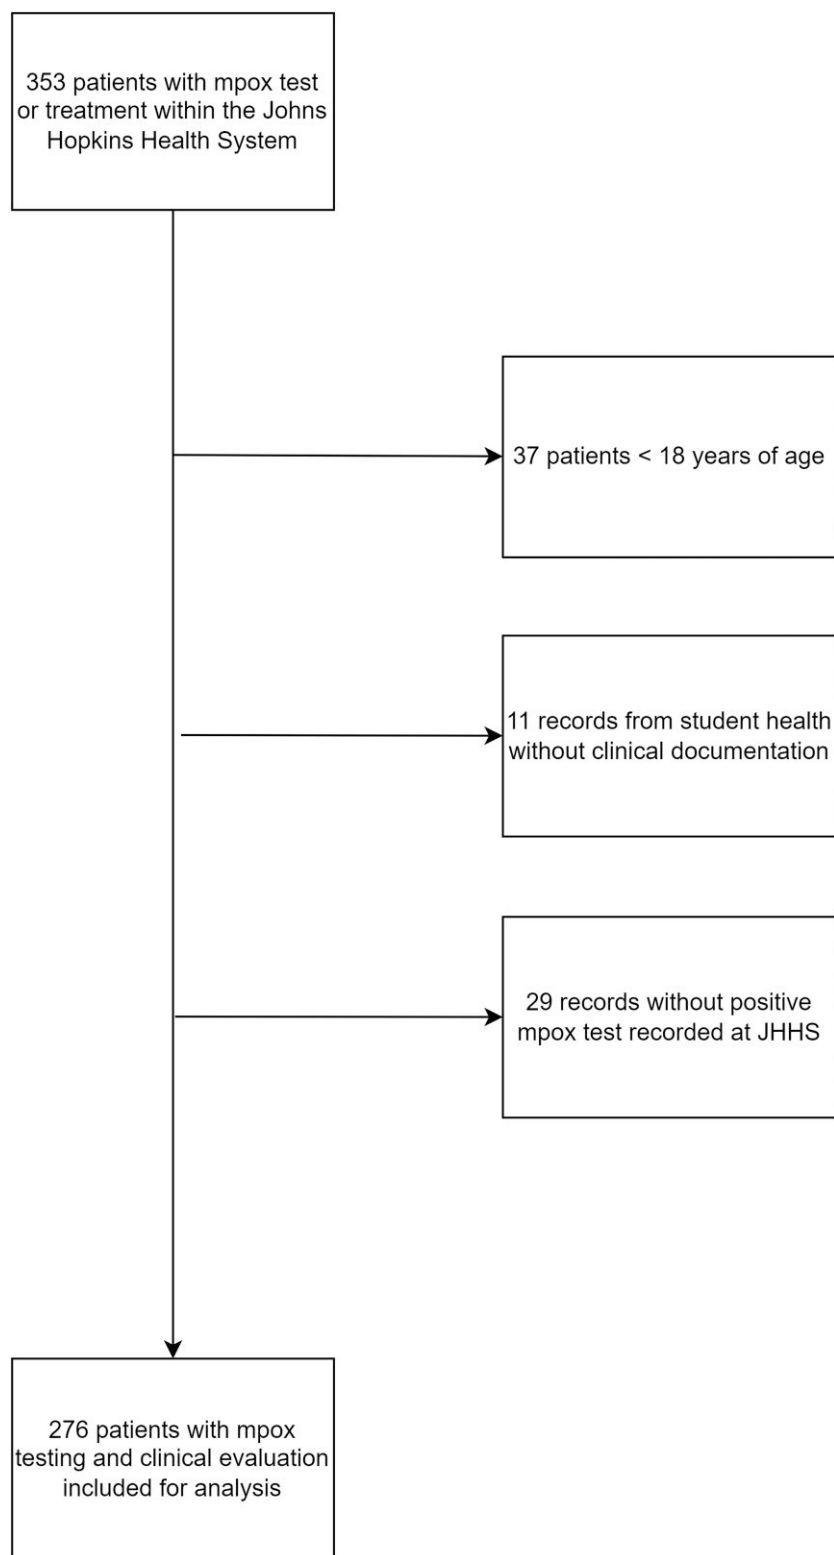 353 patients with mpox test
or treatment within the Johns
Hopkins Health System
37 patients < 18 years of age
11 records from student health
without clinical documentation
29 records without positive
mpox test recorded at JHHS
276 patients with mpox
testing and clinical evaluation
included for analysis